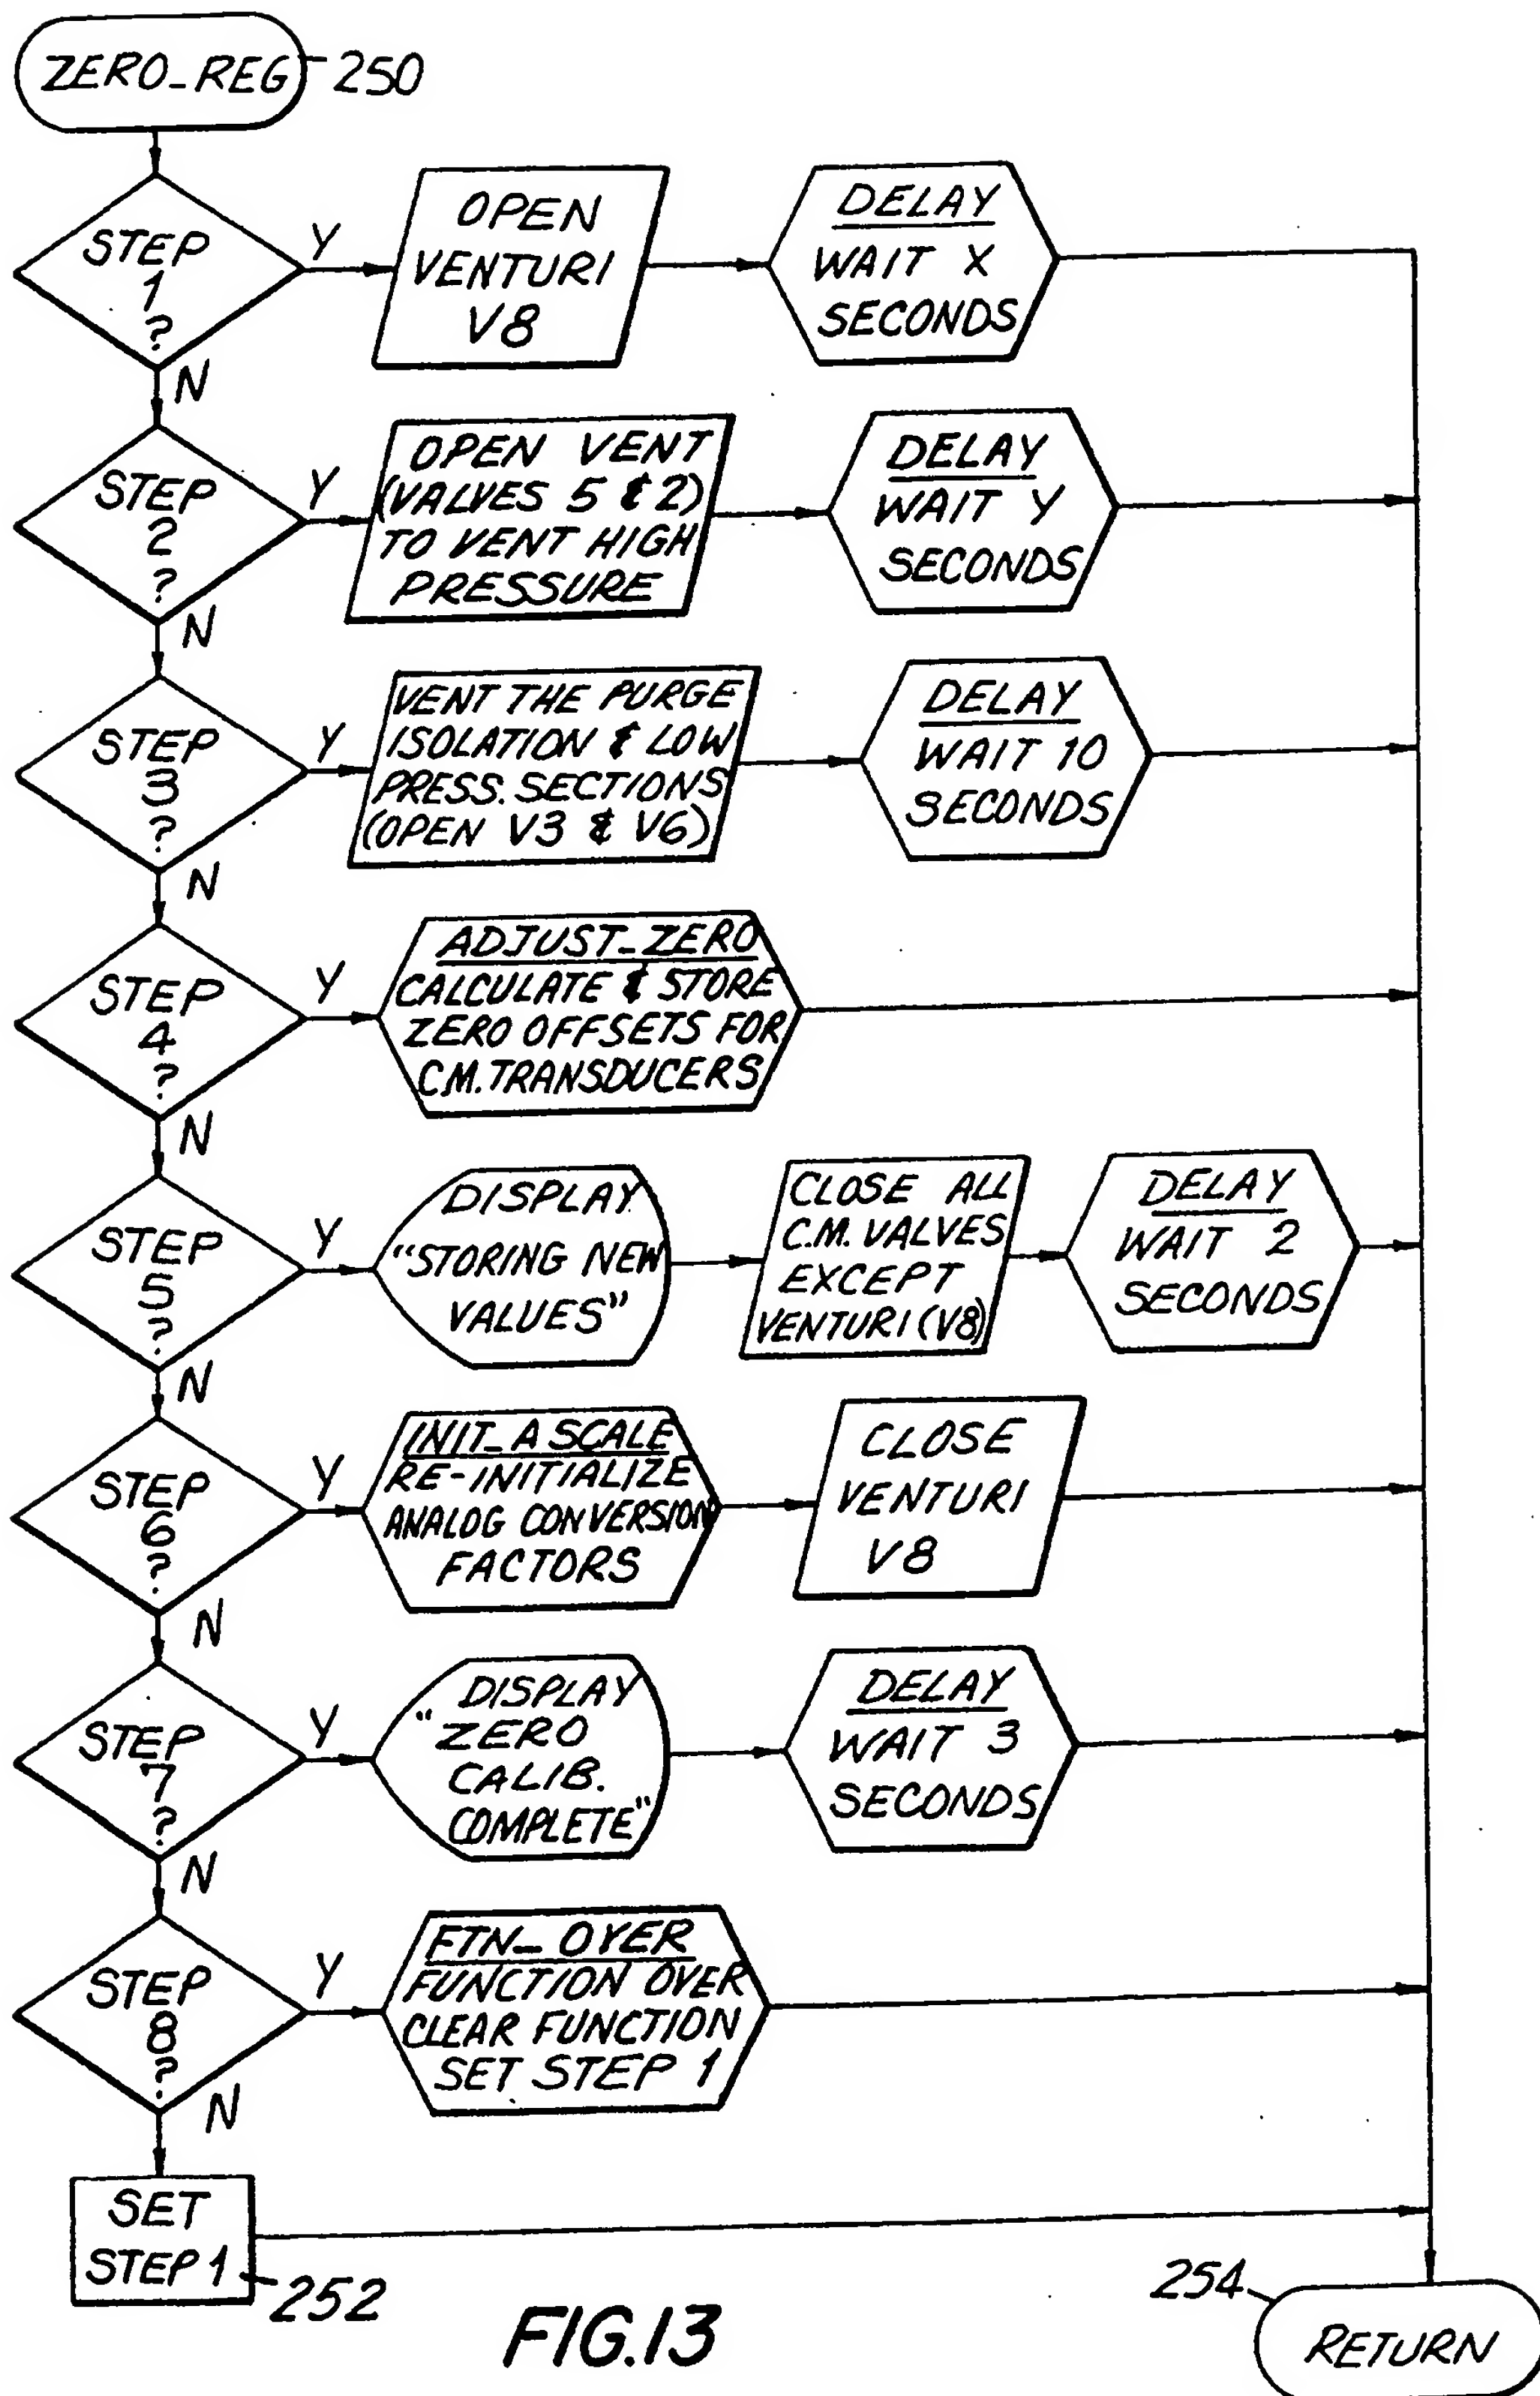 ZERO_REG 250
STEP
1
?
Y
N
OPEN
VENTURI
V8
DELAY
WAIT X
SECONDS
STEP
2
?
Y
N
OPEN VENT
(VALVES 5 & 2)
TO VENT HIGH
PRESSURE
DELAY
WAIT Y
SECONDS
STEP
3
?
Y
N
VENT THE PURGE
ISOLATION & LOW
PRESS. SECTIONS
(OPEN V3 & V6)
DELAY
WAIT 10
SECONDS
STEP
4
?
Y
N
ADJUST_ZERO
CALCULATE & STORE
ZERO OFFSETS FOR
C.M. TRANSDUCERS
STEP
5
?
Y
N
DISPLAY
"STORING NEW
VALUES"
CLOSE ALL
C.M. VALVES
EXCEPT
VENTURI (V8)
DELAY
WAIT 2
SECONDS
STEP
6
?
Y
N
INIT_A SCALE
RE-INITIALIZE
ANALOG CONVERSION
FACTORS
CLOSE
VENTURI
V8
STEP
7
?
Y
N
DISPLAY
"ZERO
CALIB.
COMPLETE"
DELAY
WAIT 3
SECONDS
STEP
8
?
Y
N
FTN_OVER
FUNCTION OVER
CLEAR FUNCTION
SET STEP 1
SET
STEP 1
252
254
RETURN
FIG.13